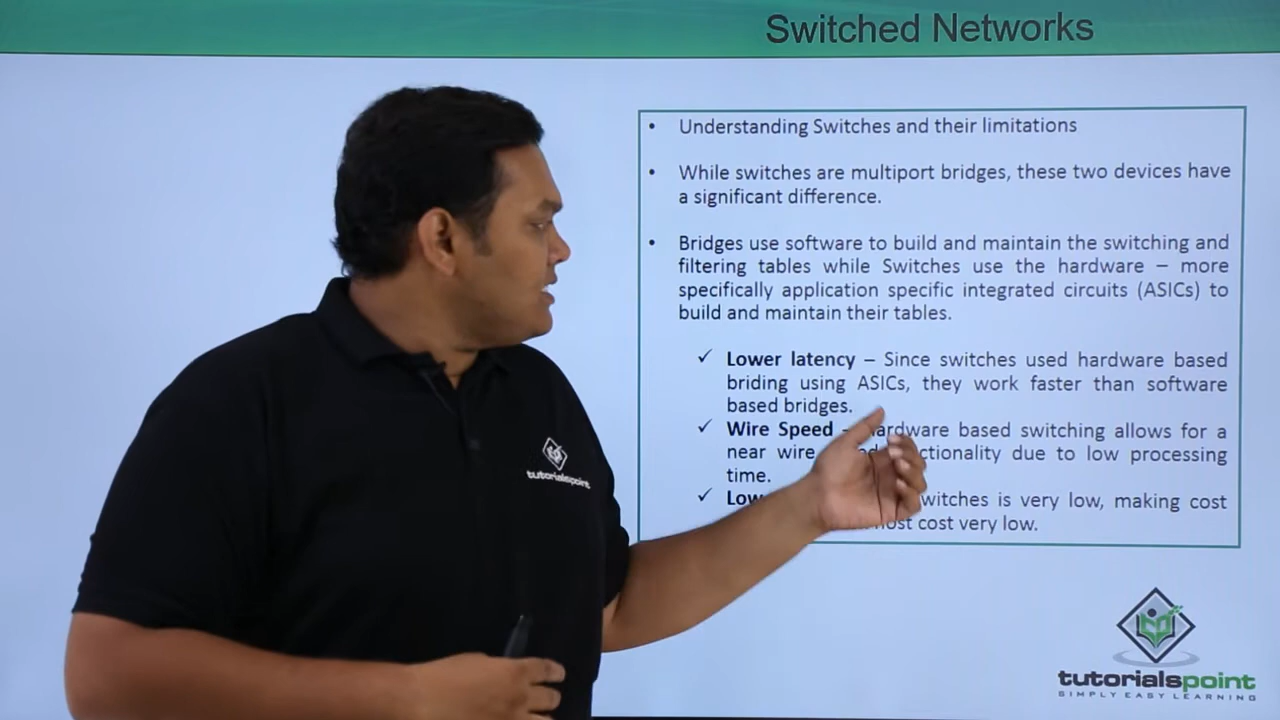 Switched Networks
• Understanding Switches and their limitations
• While switches are multiport bridges, these two devices have
a significant difference.
• Bridges use software to build and maintain the switching and
filtering tables while Switches use the hardware – more
specifically application specific integrated circuits (ASICs) to
build and maintain their tables.
✓ Lower latency – Since switches used hardware based
briding using ASICs, they work faster than software
based bridges.
✓ Wire Speed – Hardware based switching allows for a
near wire
due to low processing
time.
✓ Low
switches is very low, making cost
cost very low.
tutorialspoint
tutorialspoint
SIMPLY EASY LEARNING